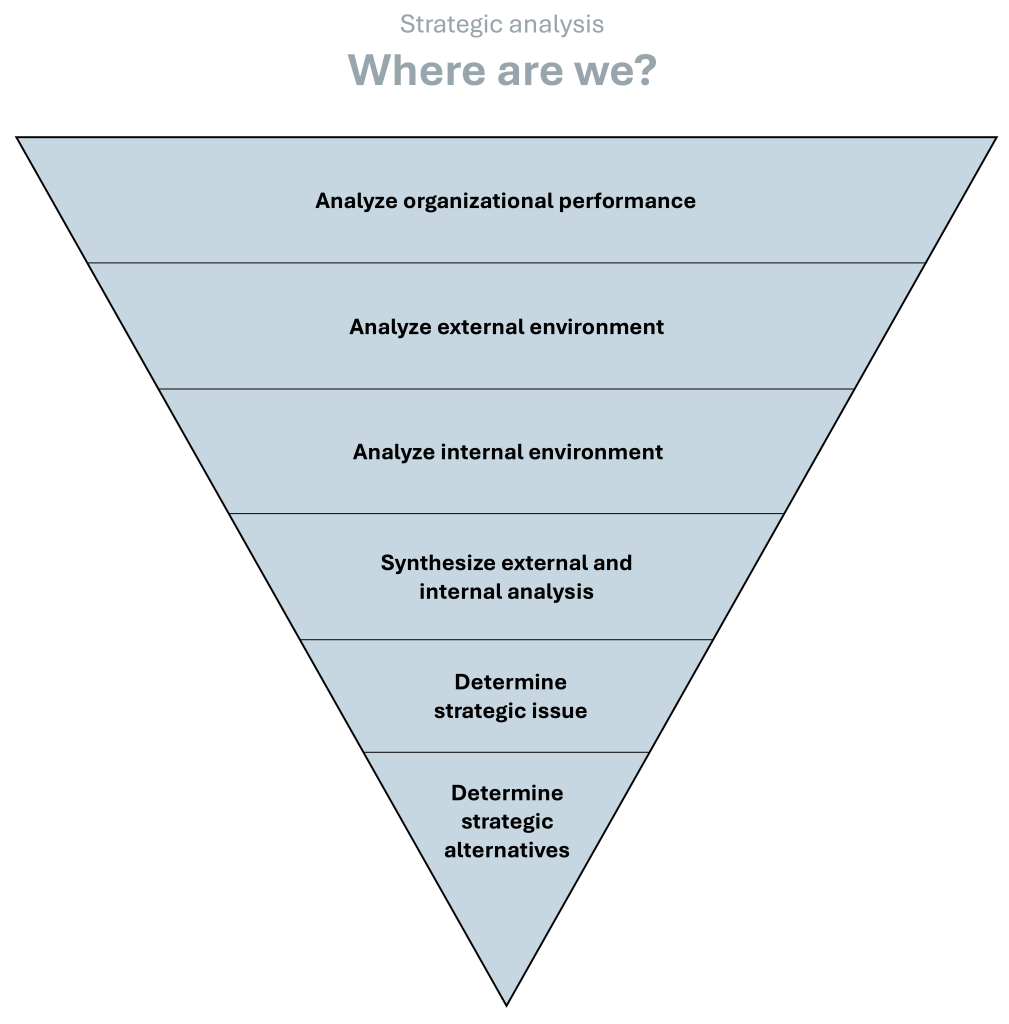 Strategic analysis
Where are we?
Analyze organizational performance
Analyze external environment
Analyze internal environment
Synthesize external and
internal analysis
Determine
strategic issue
Determine
strategic
alternatives